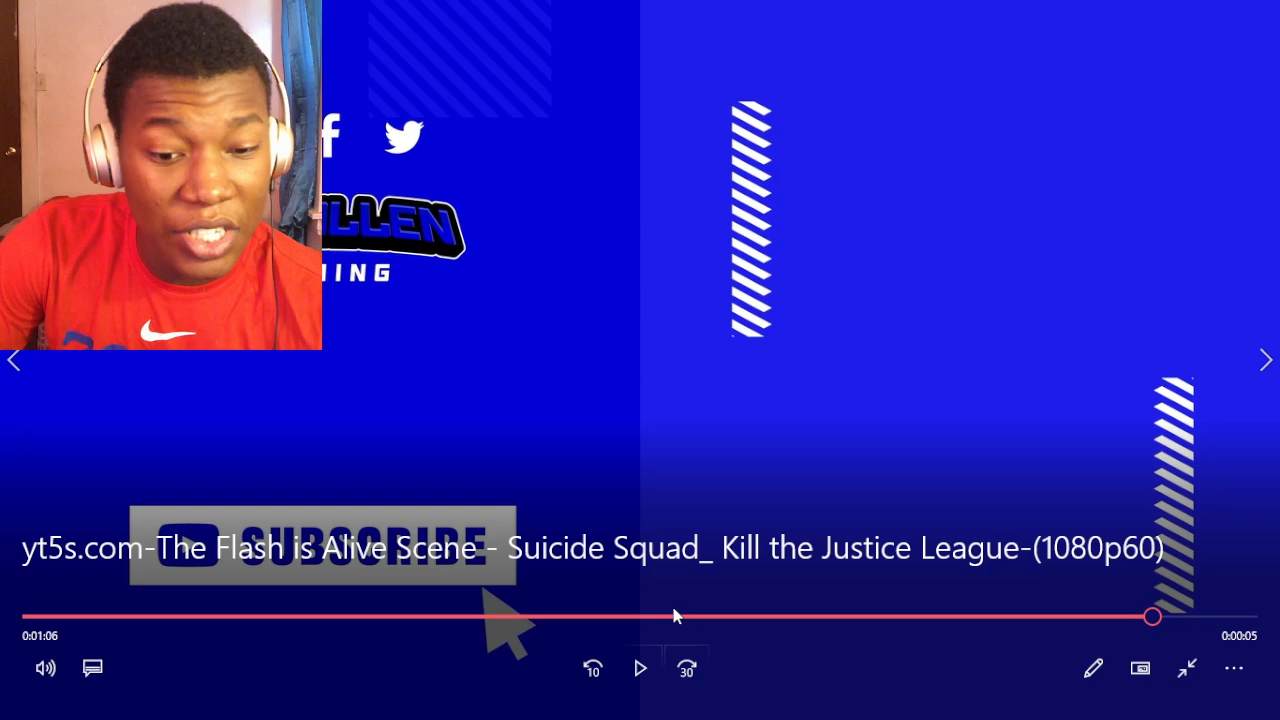 f
ILLEN
ING
SUBSCRIBE
yt5s.com-The Flash is Alive Scene - Suicide Squad_ Kill the Justice League-(1080p60)
0:01:06
0:00:05
10
30